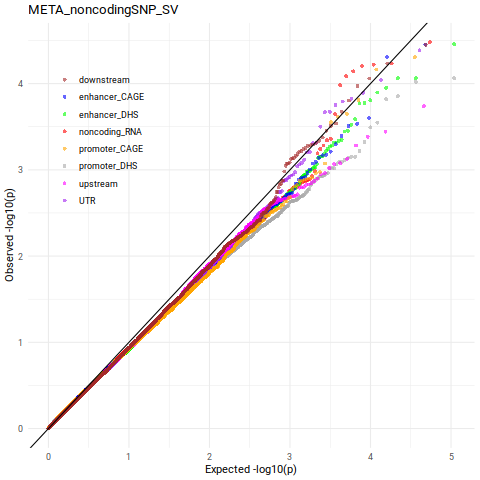 META_noncodingSNP_SV
downstream
enhancer_CAGE
enhancer_DHS
noncoding_RNA
promoter_CAGE
promoter_DHS
upstream
UTR
4
3
2
1
0
Observed -log10(p)
0 1 2 3 4 5
Expected -log10(p)